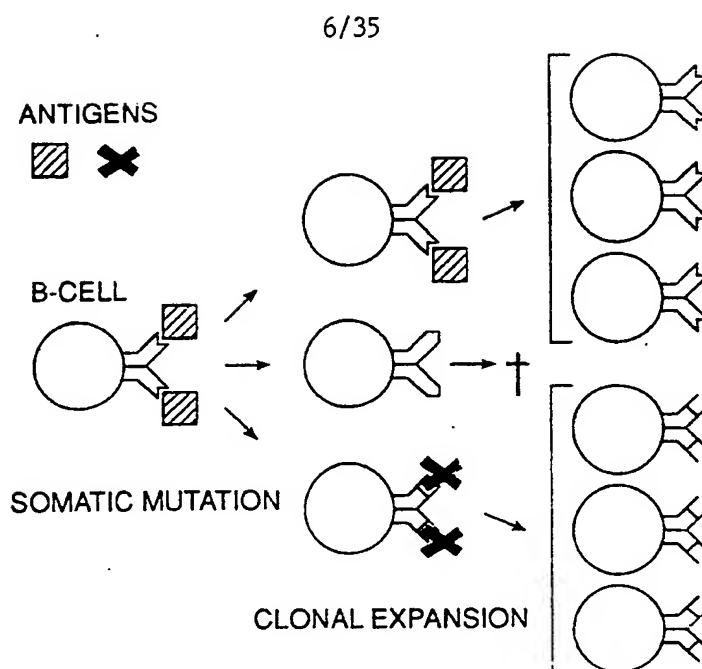 6/35
ANTIGENS
B-CELL
SOMATIC MUTATION
CLONAL EXPANSION